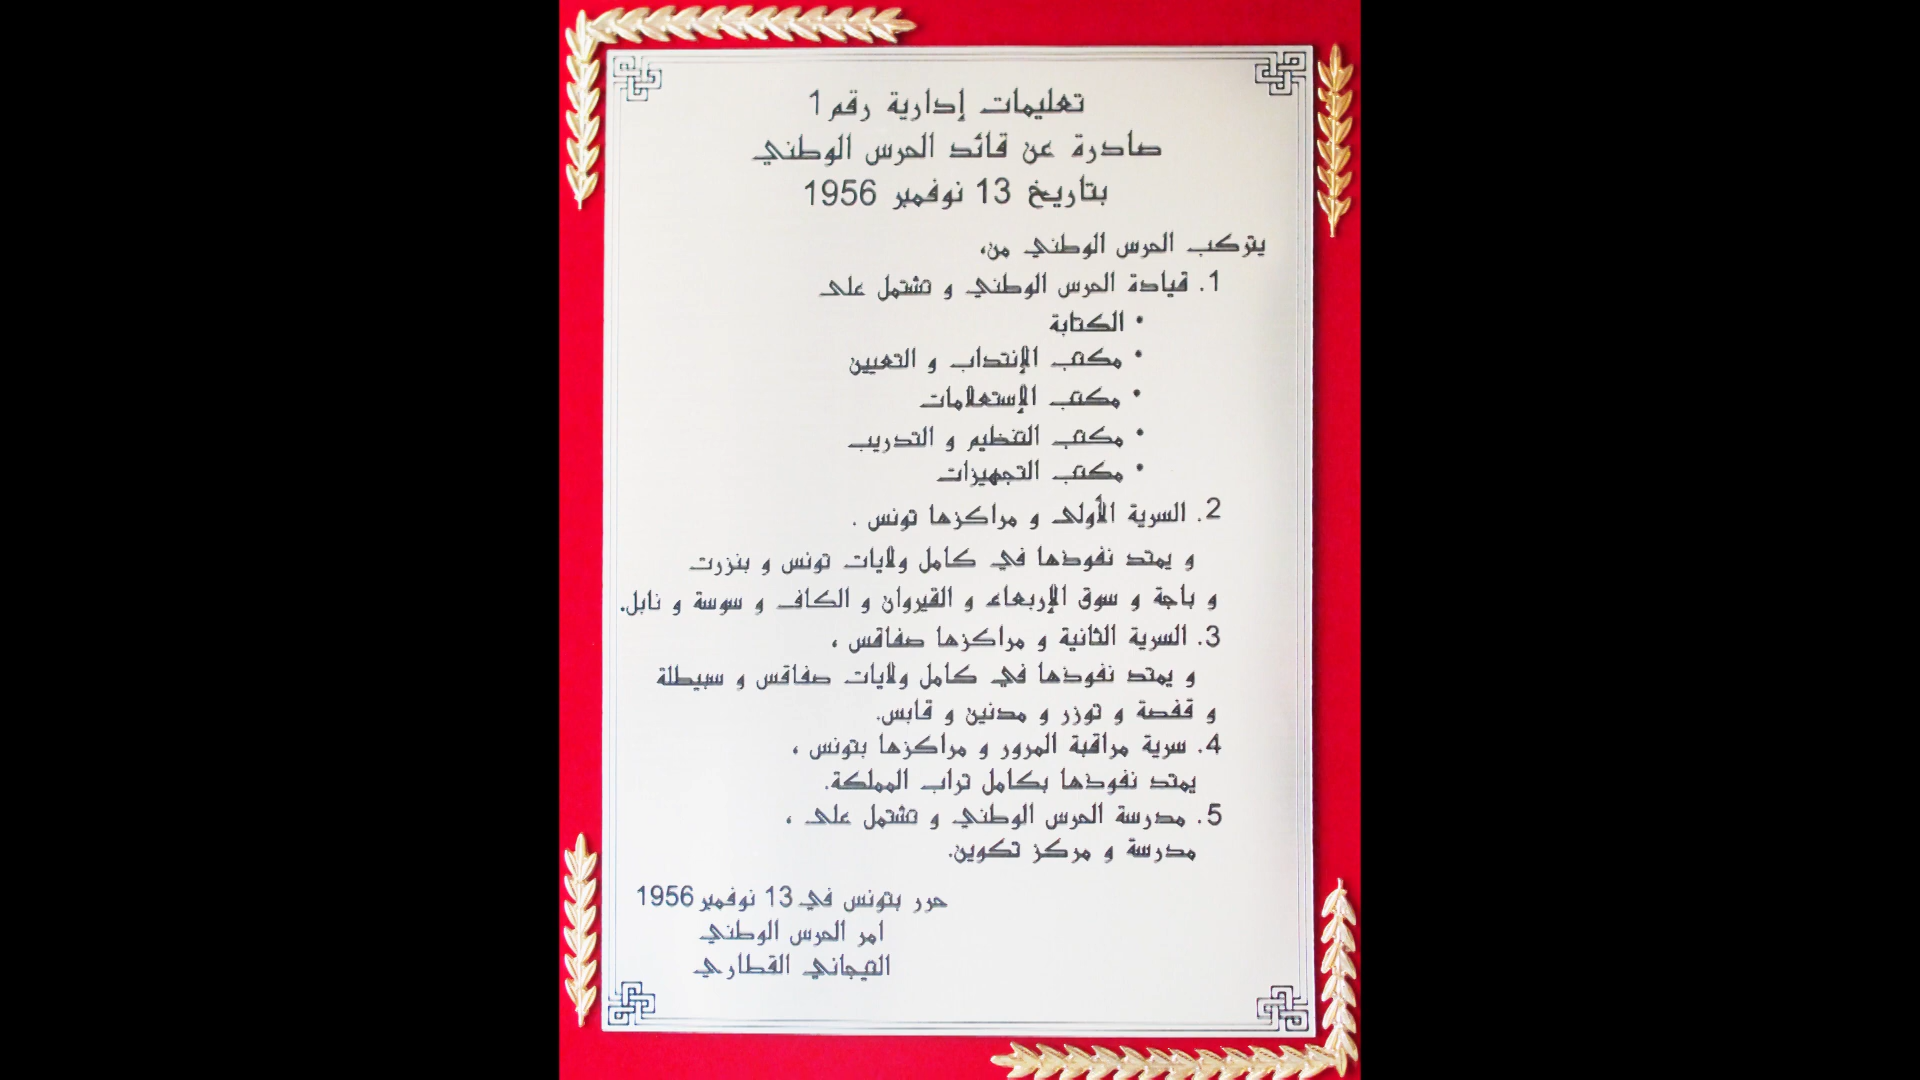 تعليمات إدارية رقم 1
صادرة عن قائد الحرس الوطني
بتاريخ 13 نوفمبر 1956
يتركب الحرس الوطني من،
1. قيادة الحرس الوطني و تشتمل على
• الكتابة
• مكتب الإنتداب و التعيين
• مكتب الإستعلامات
• مكتب التنظيم و التدريب
• مكتب التجهيزات
2. السرية الأولى و مراكزها تونس .
و يمتد نفوذها في كامل ولايات تونس و بنزرت
و باجة و سوق الإربعاء و القيروان و الكاف و سوسة و نابل.
3. السرية الثانية و مراكزها صفاقس ،
و يمتد نفوذها في كامل ولايات صفاقس و سبيطلة
و قفصة و توزر و مدنين و قابس.
4. سرية مراقبة المرور و مراكزها بتونس ،
يمتد نفوذها بكامل تراب المملكة.
5. مدرسة الحرس الوطني و تشتمل على ،
مدرسة و مركز تكوين.
حرر بتونس في 13 نوفمبر 1956
امر الحرس الوطني
التيجاني القطاري